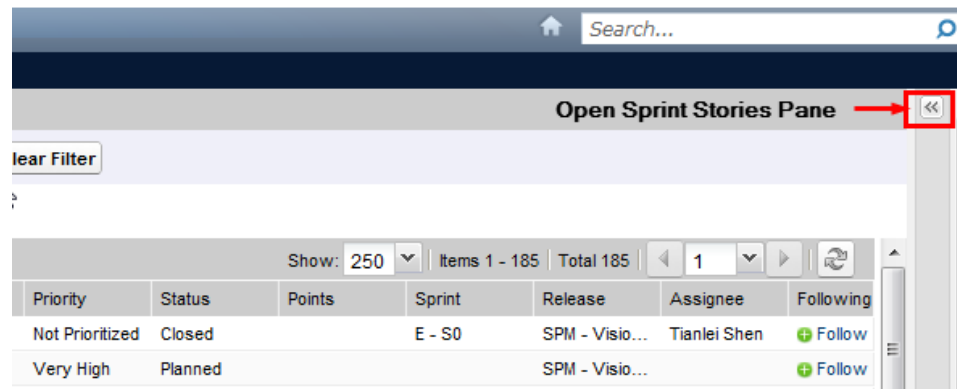 Search...
Open Sprint Stories Pane
lear Filter
Show: 250 Items 1 - 185 Total 185 1
Priority Status Points Sprint Release Assignee Following
Not Prioritized Closed E - S0 SPM - Visio... Tianlei Shen Follow
Very High Planned SPM - Visio... Follow